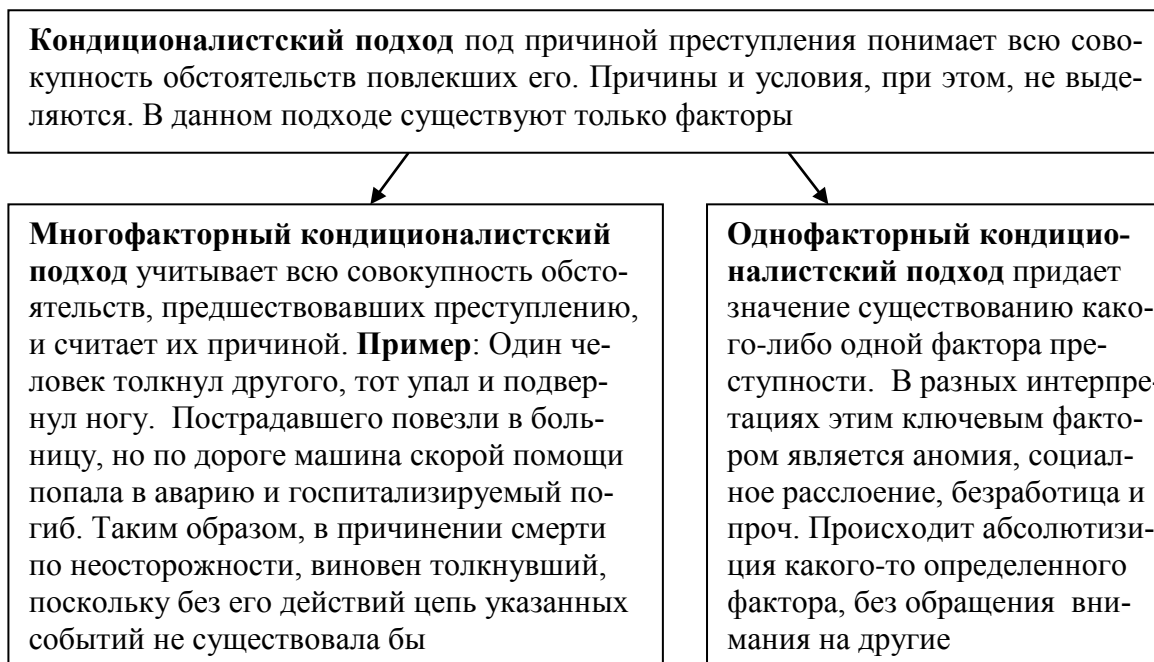 Кондиционалистский подход под причиной преступления понимает всю сово-
купность обстоятельств повлекших его. Причины и условия, при этом, не выде-
ляются. В данном подходе существуют только факторы
Многофакторный кондиционалистский
подход учитывает всю совокупность обсто-
ятельств, предшествовавших преступлению,
и считает их причиной. Пример: Один че-
ловек толкнул другого, тот упал и подвер-
нул ногу. Пострадавшего повезли в боль-
ницу, но по дороге машина скорой помощи
попала в аварию и госпитализируемый по-
гиб. Таким образом, в причинении смерти
по неосторожности, виновен толкнувший,
поскольку без его действий цепь указанных
событий не существовала бы
Однофакторный кондицио-
налистский подход придает
значение существованию како-
го-либо одной фактора пре-
ступности. В разных интерпре-
тациях этим ключевым факто-
ром является аномия, социал-
ное расслоение, безработица и
проч. Происходит абсолютиза-
ция какого-то определенного
фактора, без обращения вни-
мания на другие